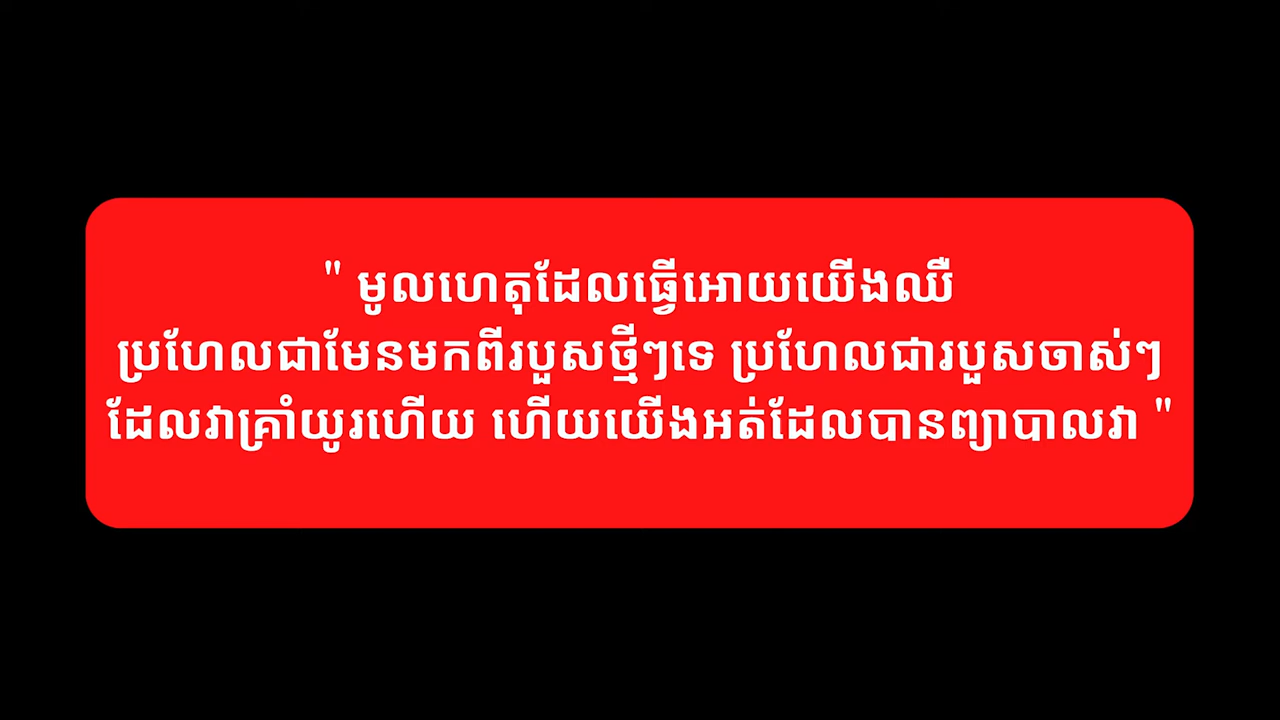 " មូលហេតុដែលធ្វើអោយយើងឈឺ
ប្រហែលជាមែនមកពីរបួសថ្មីៗទេ ប្រហែលជារបួសចាស់ៗ
ដែលវាគ្រាំយូរហើយ ហើយយើងអត់ដែលបានព្យាបាលវា "